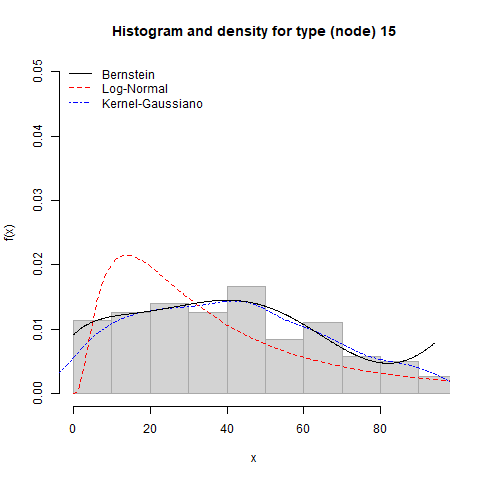 Histogram and density for type (node) 15
Bernstein
Log-Normal
Kernel-Gaussiano
0.05
0.04
0.03
0.02
0.01
0.00
f(x)
0 20 40 60 80
x